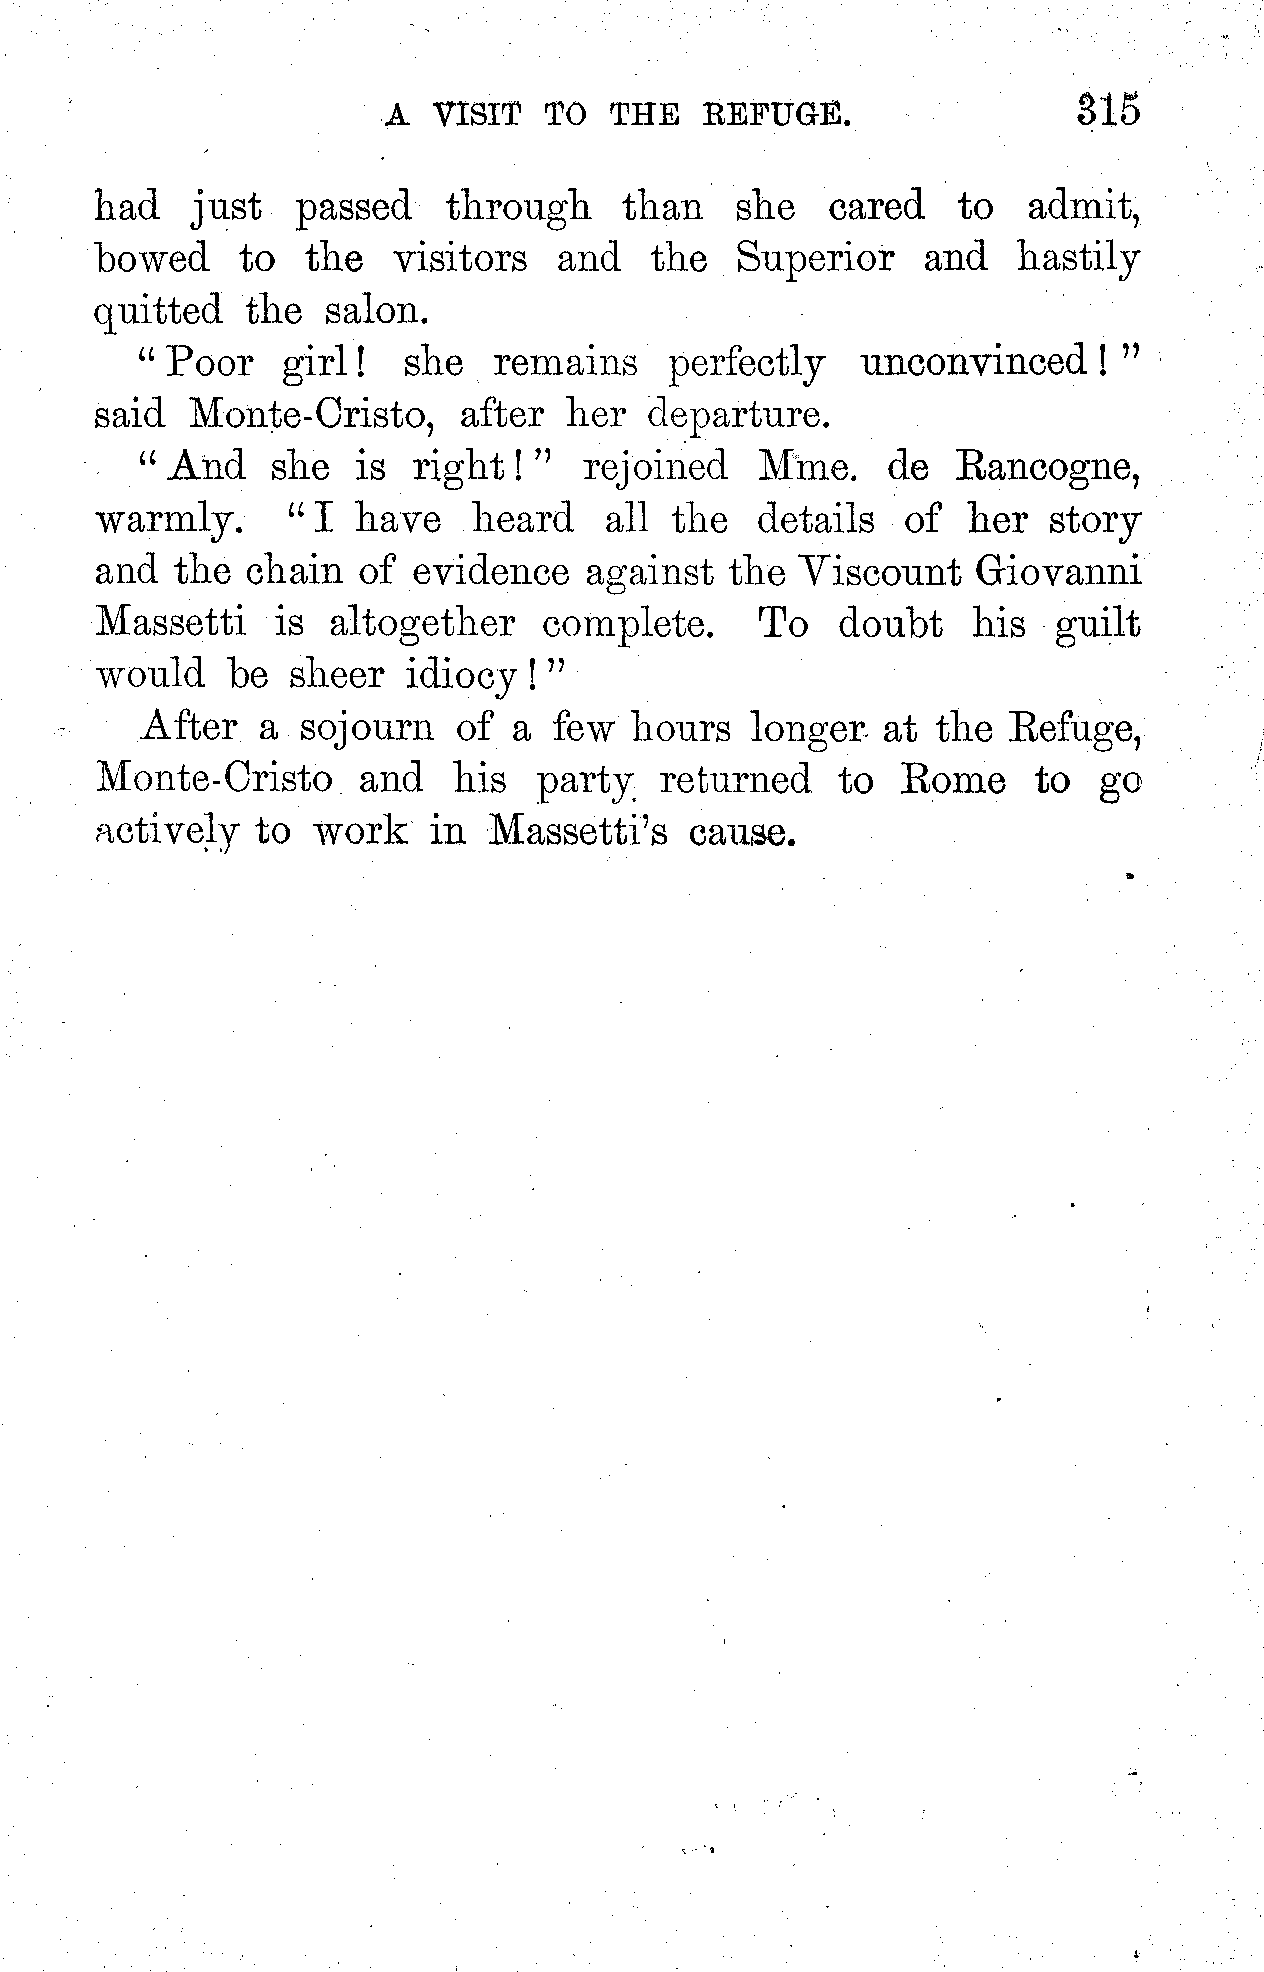 A VISIT TO THE REFUGE. 315
had just passed through than she cared to admit,
bowed to the visitors and the Superior and hastily
quitted the salon.
“Poor girl! she remains perfectly unconvinced!”
said Monte-Cristo, after her departure.
“And she is right!” rejoined Mme. de Rancogne,
warmly. “I have heard all the details of her story
and the chain of evidence against the Viscount Giovanni
Massetti is altogether complete. To doubt his guilt
would be sheer idiocy!”
After a sojourn of a few hours longer at the Refuge,
Monte-Cristo and his party returned to Rome to go
actively to work in Massetti’s cause.